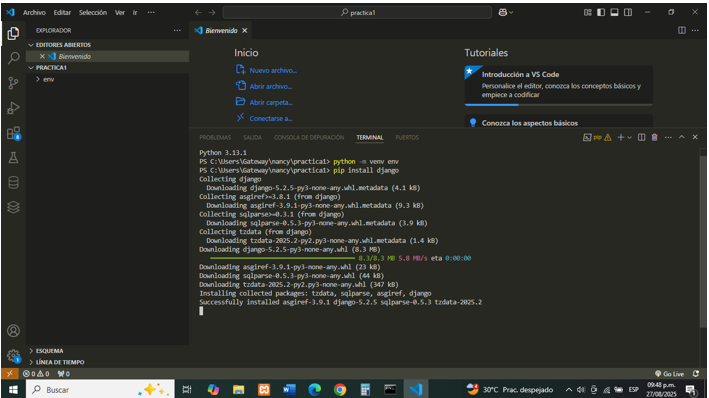 Archivo Editar Selección Ver Ir ···
practica1
EXPLORADOR
EDITORES ABIERTOS
Bienvenido
PRACTICA1
env
ESQUEMA
LÍNEA DE TIEMPO
Bienvenido
Inicio
Nuevo archivo...
Abrir archivo...
Abrir carpeta...
Conectarse a...
Tutoriales
Introducción a VS Code
Personalice el editor, conozca los conceptos básicos y
empiece a codificar
Conozca los aspectos básicos
PROBLEMAS SALIDA CONSOLA DE DEPURACIÓN TERMINAL PUERTOS
pip
Python 3.13.1
PS C:\Users\Gateway\nancy\practica1> python -m venv env
PS C:\Users\Gateway\nancy\practica1> pip install django
Collecting django
Downloading django-5.2.5-py3-none-any.whl.metadata (4.1 kB)
Collecting asgiref>=3.8.1 (from django)
Downloading asgiref-3.9.1-py3-none-any.whl.metadata (9.3 kB)
Collecting sqlparse>=0.3.1 (from django)
Downloading sqlparse-0.5.3-py3-none-any.whl.metadata (3.9 kB)
Collecting tzdata (from django)
Downloading tzdata-2025.2-py2.py3-none-any.whl.metadata (1.4 kB)
Downloading django-5.2.5-py3-none-any.whl (8.3 MB)
8.3/8.3 MB 5.8 MB/s eta 0:00:00
Downloading asgiref-3.9.1-py3-none-any.whl (23 kB)
Downloading sqlparse-0.5.3-py3-none-any.whl (44 kB)
Downloading tzdata-2025.2-py2.py3-none-any.whl (347 kB)
Installing collected packages: tzdata, sqlparse, asgiref, django
Successfully installed asgiref-3.9.1 django-5.2.5 sqlparse-0.5.3 tzdata-2025.2
0 0 0
Go Live
Buscar
30°C Prac. despejado
ESP
09:48 p.m.
27/08/2025